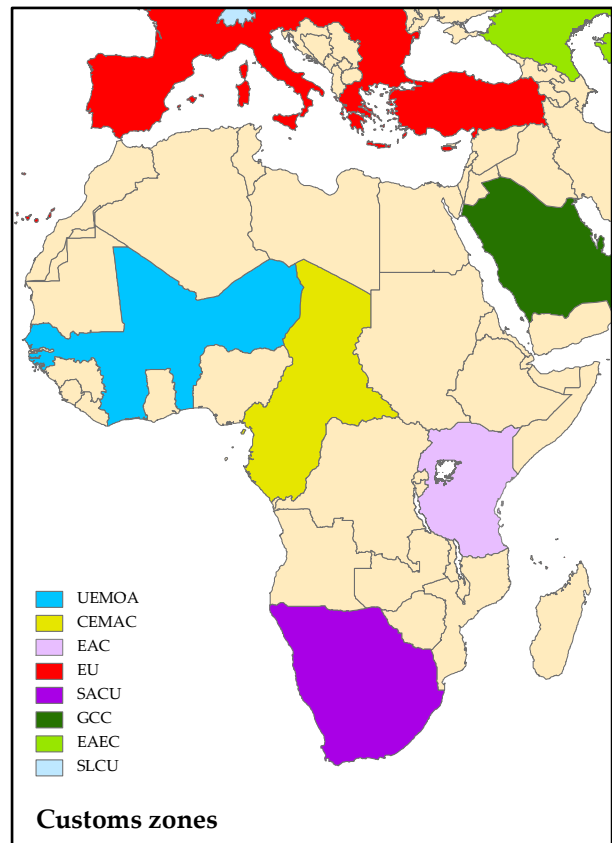 UEMOA
CEMAC
EAC
EU
SACU
GCC
EAEC
SLCU
Customs zones